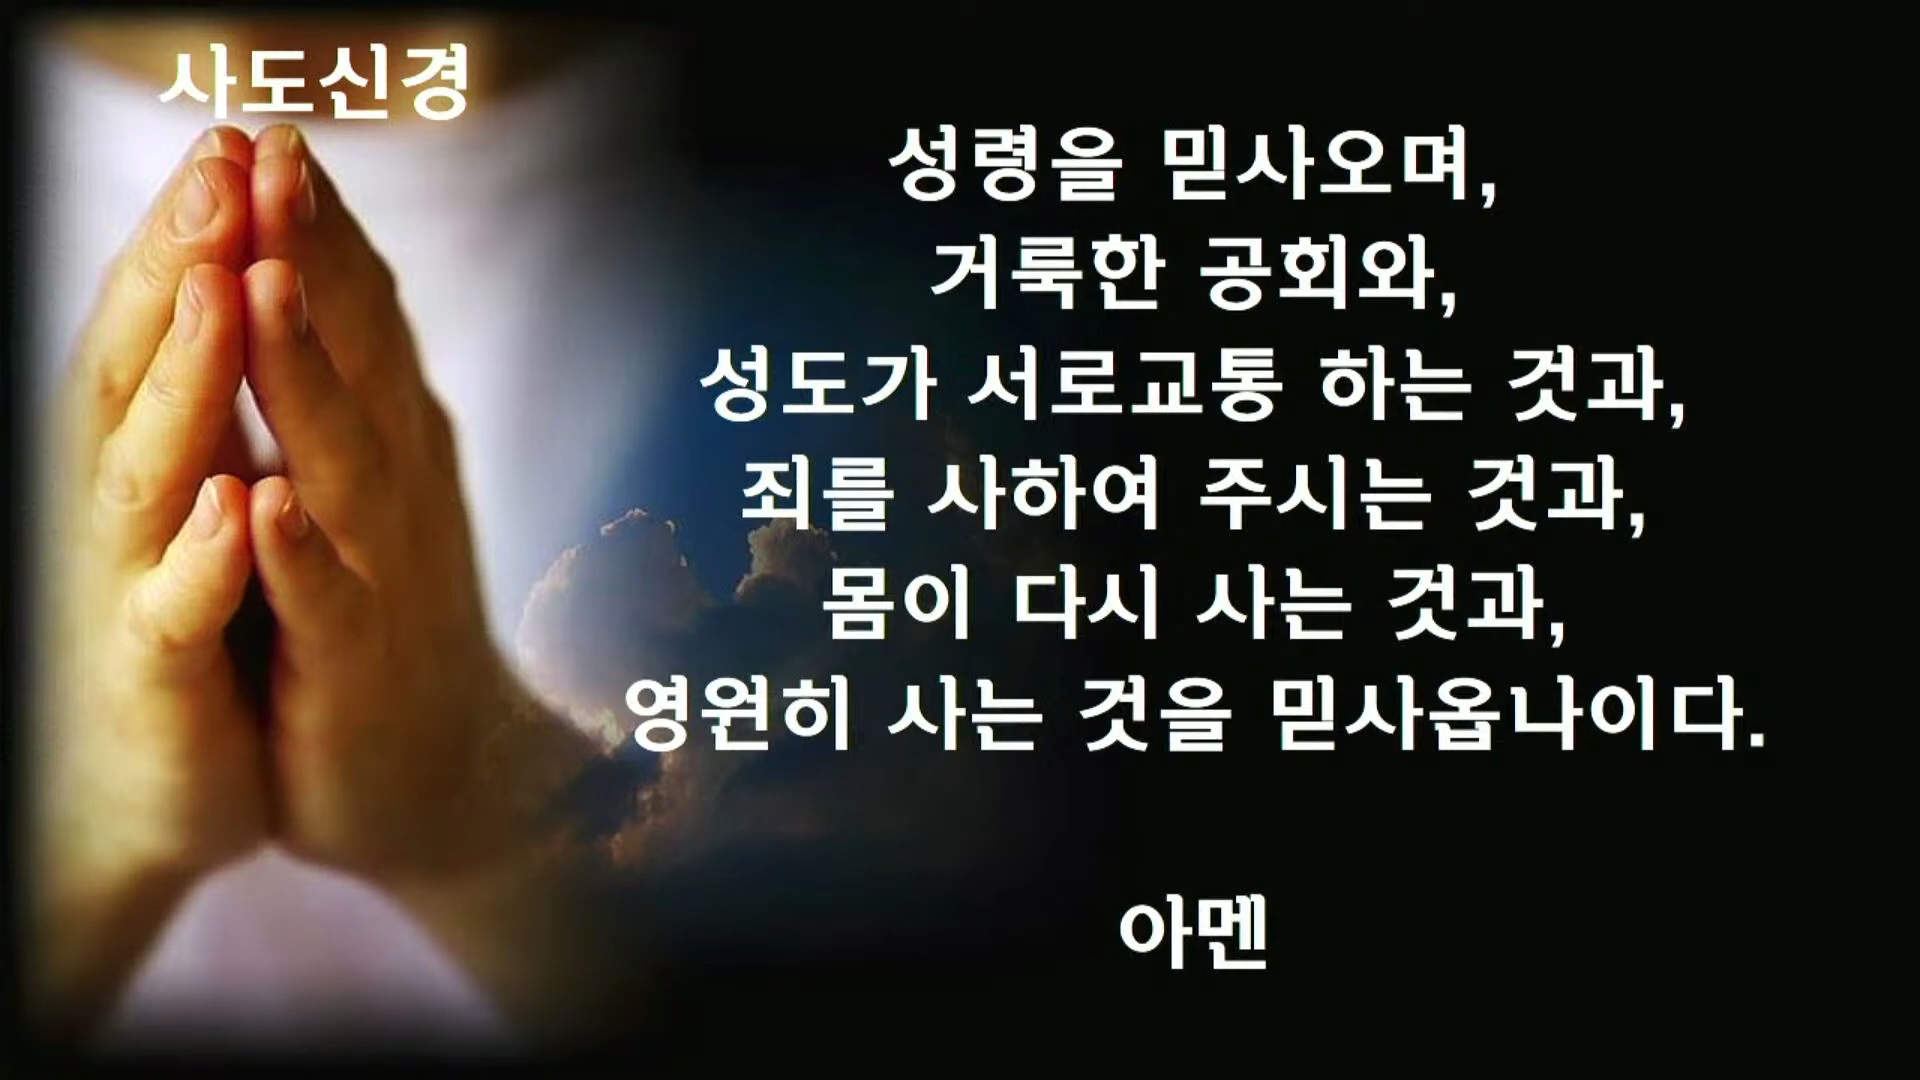 사도신경
성령을 믿사오며,
거룩한 공회와,
성도가 서로교통 하는 것과,
죄를 사하여 주시는 것과,
몸이 다시 사는 것과,
영원히 사는 것을 믿사옵나이다.
아멘